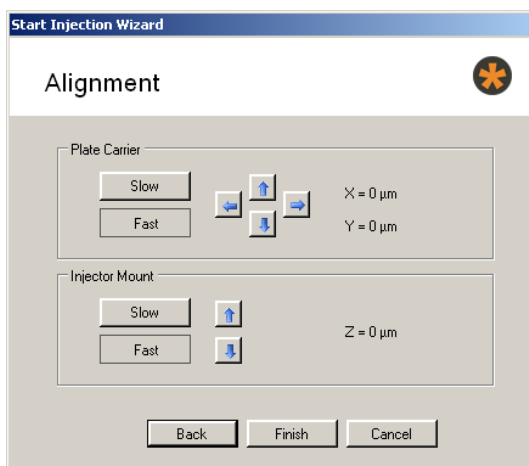 Start Injection Wizard
Alignment
Plate Carrier
Slow
Fast
X = 0 µm
Y = 0 µm
Injector Mount
Slow
Fast
Z = 0 µm
Back Finish Cancel